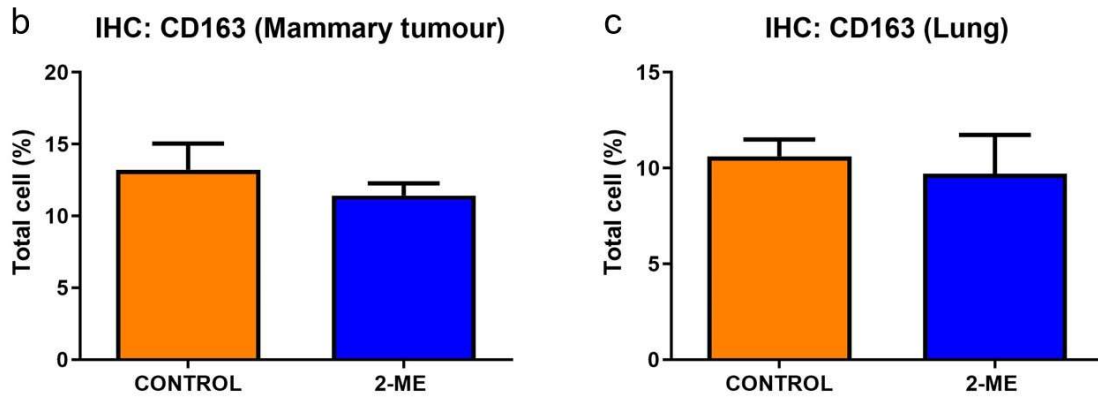 b
IHC: CD163 (Mammary tumour)
Total cell (%)
20
15
10
5
0
CONTROL
2-ME
c
IHC: CD163 (Lung)
Total cell (%)
15
10
5
0
CONTROL
2-ME